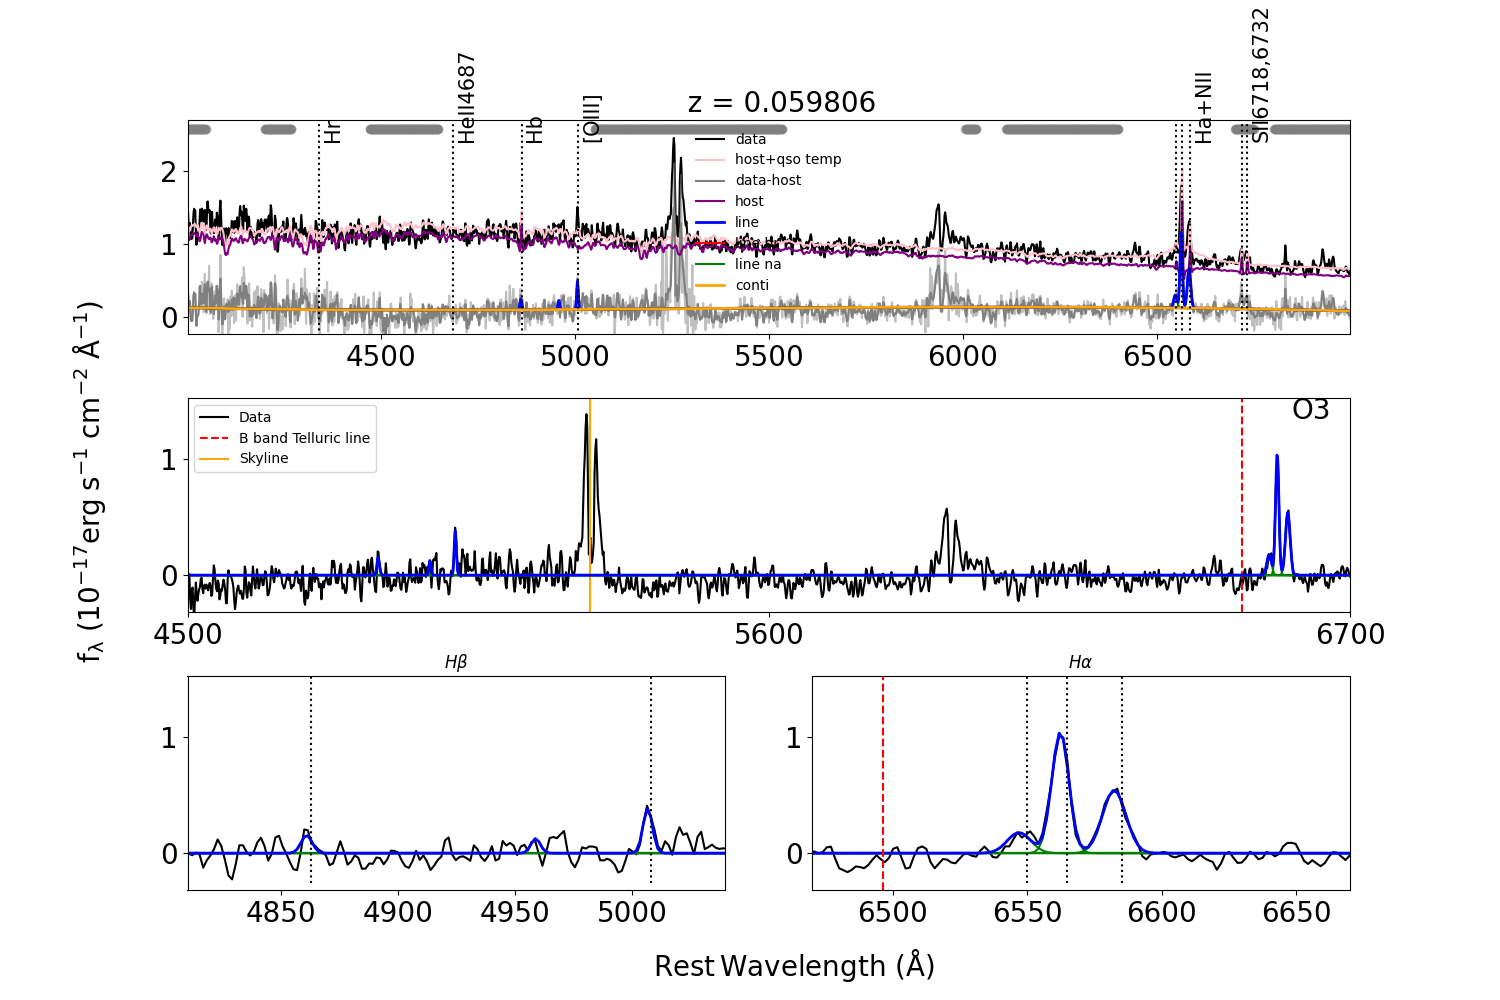 z = 0.059806
Hr
HeII4687
Hb
[OIII]
Ha+NII
SII6718,6732
data
host+qso temp
data-host
host
line
line na
conti
2
1
0
4500 5000 5500 6000 6500
fλ (10⁻¹⁷erg s⁻¹ cm⁻² Å⁻¹)
O3
Data
B band Telluric line
Skyline
1
0
4500 5600 6700
Hβ
1
0
4850 4900 4950 5000
Hα
1
0
6500 6550 6600 6650
Rest Wavelength (Å)